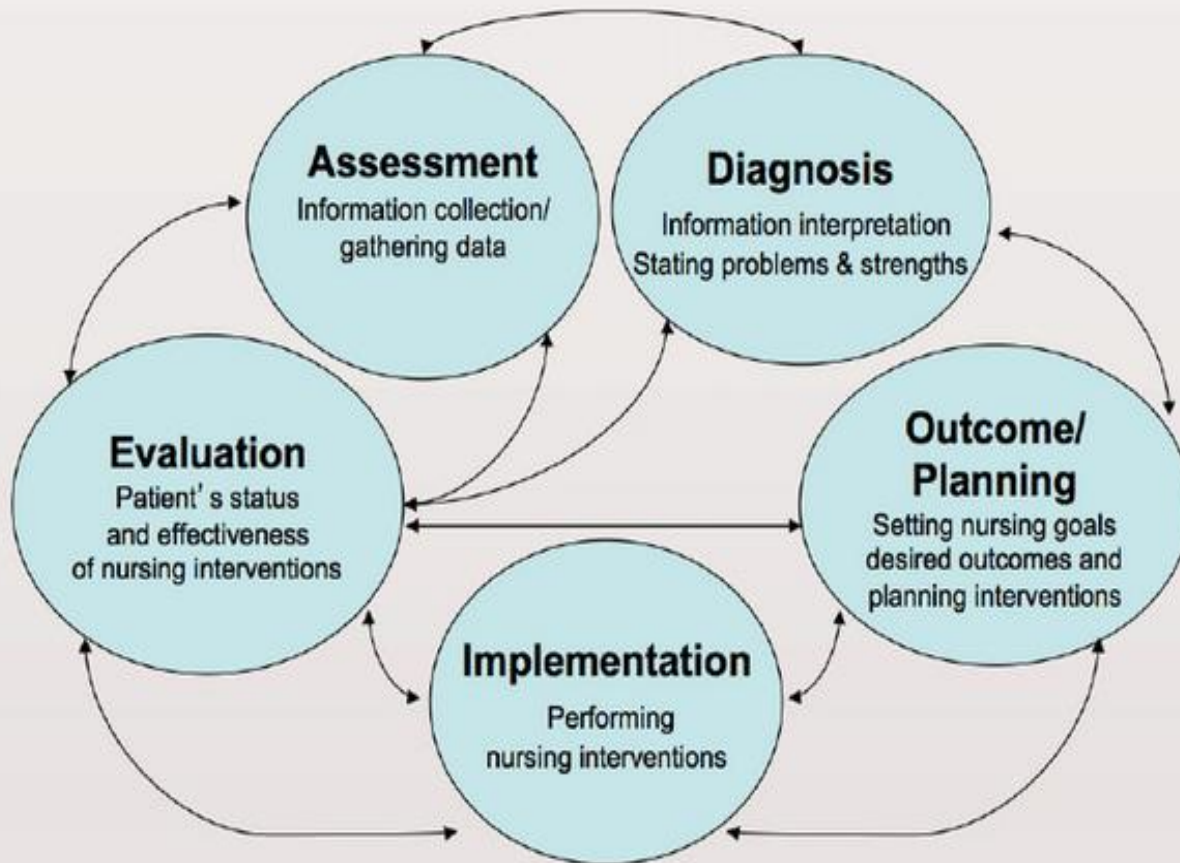 Assessment
Information collection/
gathering data
Diagnosis
Information interpretation
Stating problems & strengths
Evaluation
Patient's status
and effectiveness
of nursing interventions
Outcome/
Planning
Setting nursing goals
desired outcomes and
planning interventions
Implementation
Performing
nursing interventions